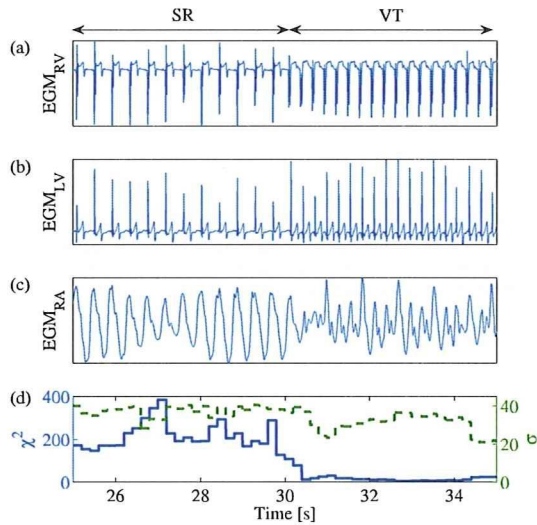 SR VT
(a) EGM_RV
(b) EGM_LV
(c) EGM_RA
(d) 400 200 0 χ² 40 20 0 σ
26 28 30 32 34
Time [s]